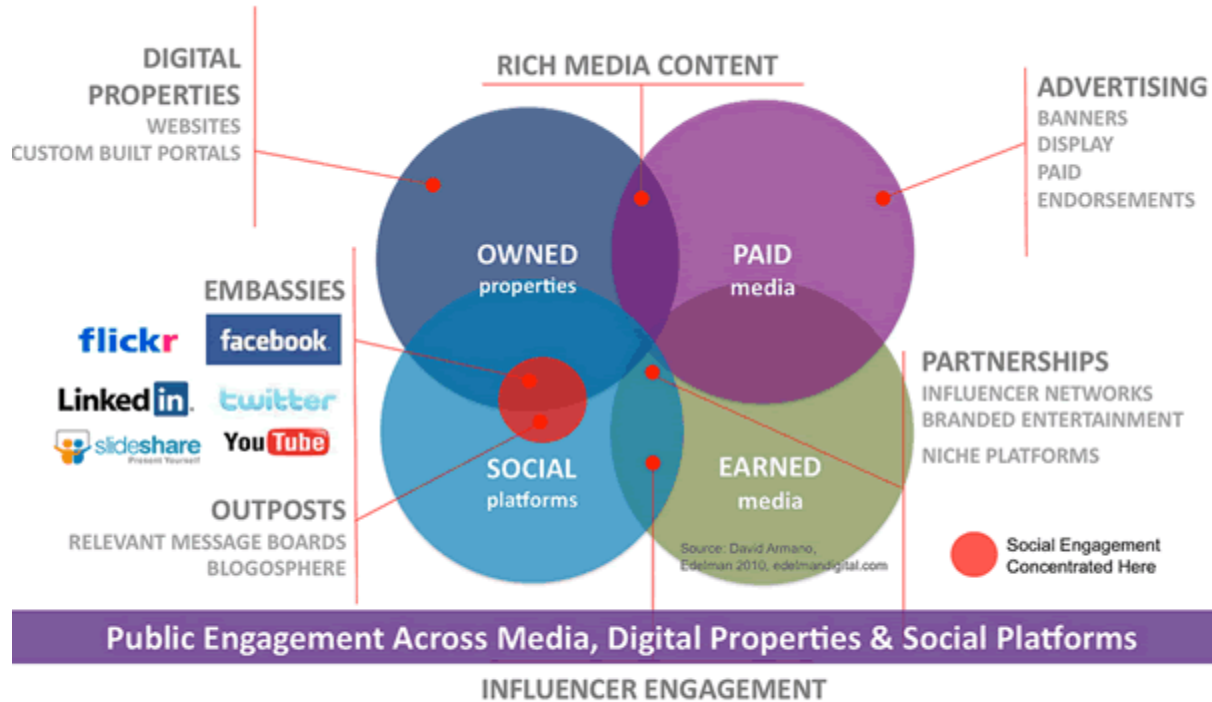 DIGITAL
PROPERTIES
WEBSITES
CUSTOM BUILT PORTALS
RICH MEDIA CONTENT
ADVERTISING
BANNERS
DISPLAY
PAID
ENDORSEMENTS
OWNED
properties
PAID
media
EMBASSIES
flickr
facebook
LinkedIn
twitter
slideshare
Present Yourself
YouTube
SOCIAL
platforms
EARNED
media
PARTNERSHIPS
INFLUENCER NETWORKS
BRANDED ENTERTAINMENT
NICHE PLATFORMS
OUTPOSTS
RELEVANT MESSAGE BOARDS
BLOGOSPHERE
Source: David Armano,
Edelman 2010, edelmandigital.com
Social Engagement
Concentrated Here
Public Engagement Across Media, Digital Properties & Social Platforms
INFLUENCER ENGAGEMENT